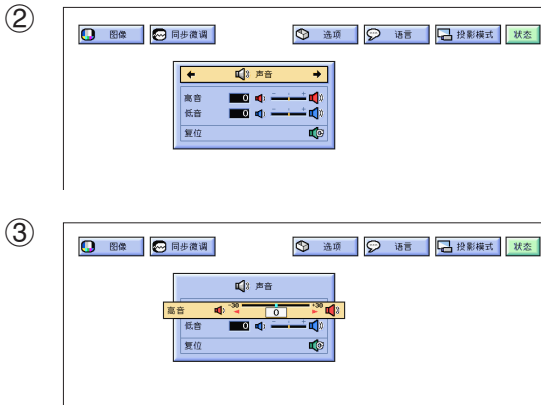 ②
图像 同步微调 选项 语言 投影模式 状态
声音
高音 0 - +
低音 0 - +
复位
③
图像 同步微调 选项 语言 投影模式 状态
声音
高音 -30 0 +30
低音 0 - +
复位